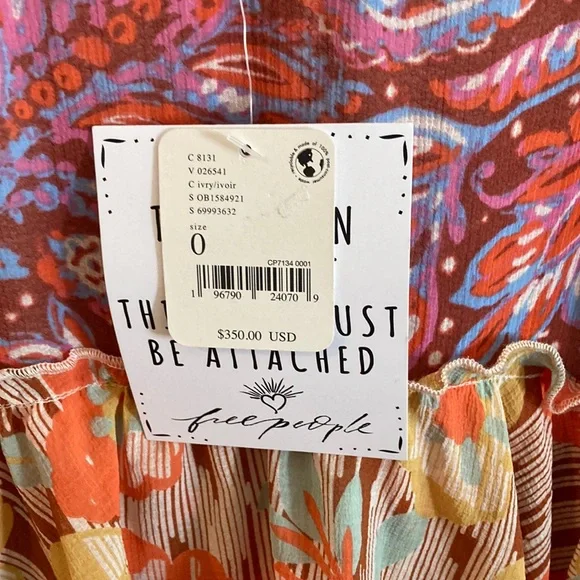 C 8131
V 026541
C ivry/ivoir
S OB1584921
S 69993632
size
0
CP7134 0001
1 96790 24070 9
$350.00 USD
UST
BE ATTACHED
free people